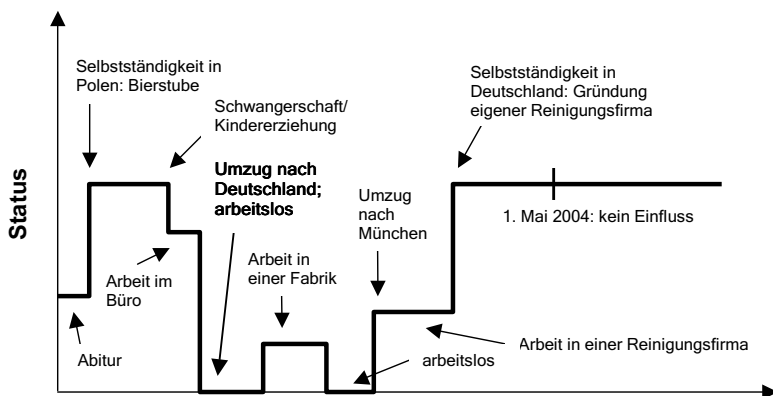 Status
Selbstständigkeit in
Polen: Bierstube
Schwangerschaft/
Kindererziehung
Umzug nach
Deutschland;
arbeitslos
Selbstständigkeit in
Deutschland: Gründung
eigener Reinigungsfirma
Umzug
nach
München
1. Mai 2004: kein Einfluss
Arbeit im
Büro
Arbeit in
einer Fabrik
Abitur
arbeitslos
Arbeit in einer Reinigungsfirma